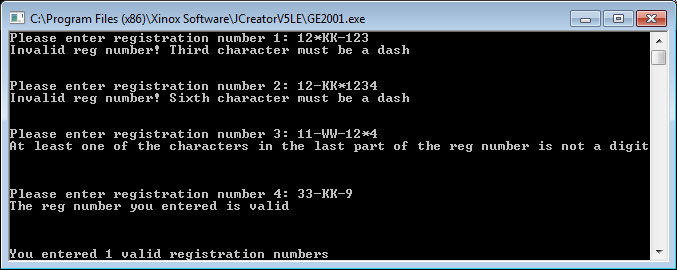 C:\Program Files (x86)\Xinox Software\JCreatorV5LE\GE2001.exe
Please enter registration number 1: 12*KK-123
Invalid reg number! Third character must be a dash
Please enter registration number 2: 12-KK*1234
Invalid reg number! Sixth character must be a dash
Please enter registration number 3: 11-WW-12*4
At least one of the characters in the last part of the reg number is not a digit
Please enter registration number 4: 33-KK-9
The reg number you entered is valid
You entered 1 valid registration numbers